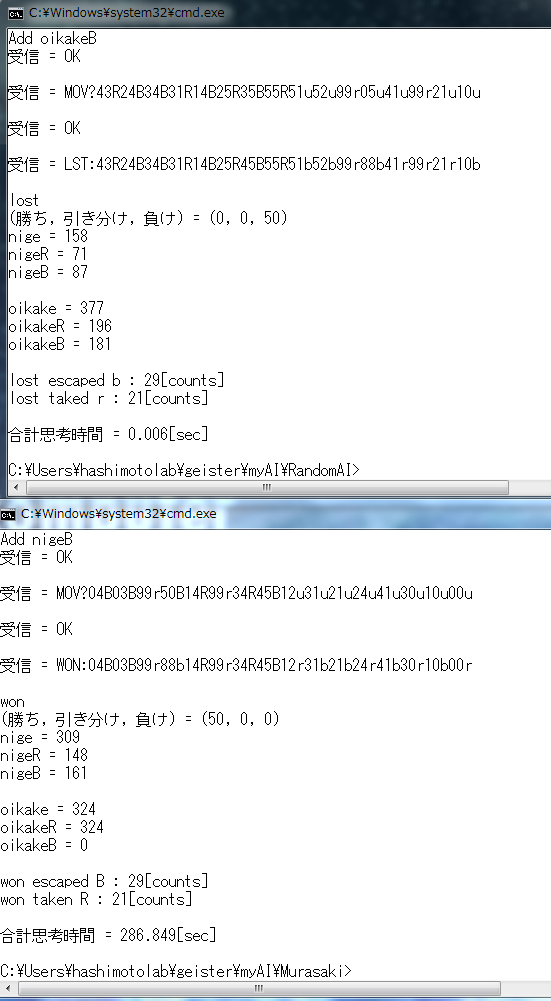 C:¥Windows¥system32¥cmd.exe
Add oikakeB
受信 = OK
受信 = MOV?43R24B34B31R14B25R35B55R51u52u99r05u41u99r21u10u
受信 = OK
受信 = LST:43R24B34B31R14B25R45B55R51b52b99r88b41r99r21r10b
lost
(勝ち, 引き分け, 負け) = (0, 0, 50)
nige = 158
nigeR = 71
nigeB = 87
oikake = 377
oikakeR = 196
oikakeB = 181
lost escaped b : 29[counts]
lost taked r : 21[counts]
合計思考時間 = 0.006[sec]
C:¥Users¥hashimotolab¥geister¥myAI¥RandomAI>
C:¥Windows¥system32¥cmd.exe
Add nigeB
受信 = OK
受信 = MOV?04B03B99r50B14R99r34R45B12u31u21u24u41u30u10u00u
受信 = OK
受信 = WON:04B03B99r88b14R99r34R45B12r31b21b24r41b30r10b00r
won
(勝ち, 引き分け, 負け) = (50, 0, 0)
nige = 309
nigeR = 148
nigeB = 161
oikake = 324
oikakeR = 324
oikakeB = 0
won escaped B : 29[counts]
won taken R : 21[counts]
合計思考時間 = 286.849[sec]
C:¥Users¥hashimotolab¥geister¥myAI¥Murasaki>